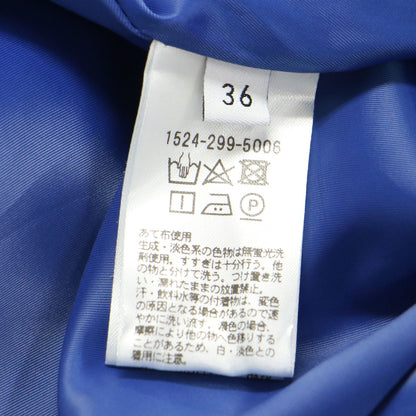 36
1524-299-5006
P
あて布使用
生成・淡色系の色物は無蛍光洗
剤使用。すすぎは十分行う。他
の物と分けて洗う。つけ置き洗
い・濡れたままの放置禁止。
汗・飲料水等の付着物は、変色
の原因となる場合があるので速
やかに洗い流す。濃色の場合、
摩擦により他の物へ色移りする
ことがあるため、白・淡色との
着用に注意。